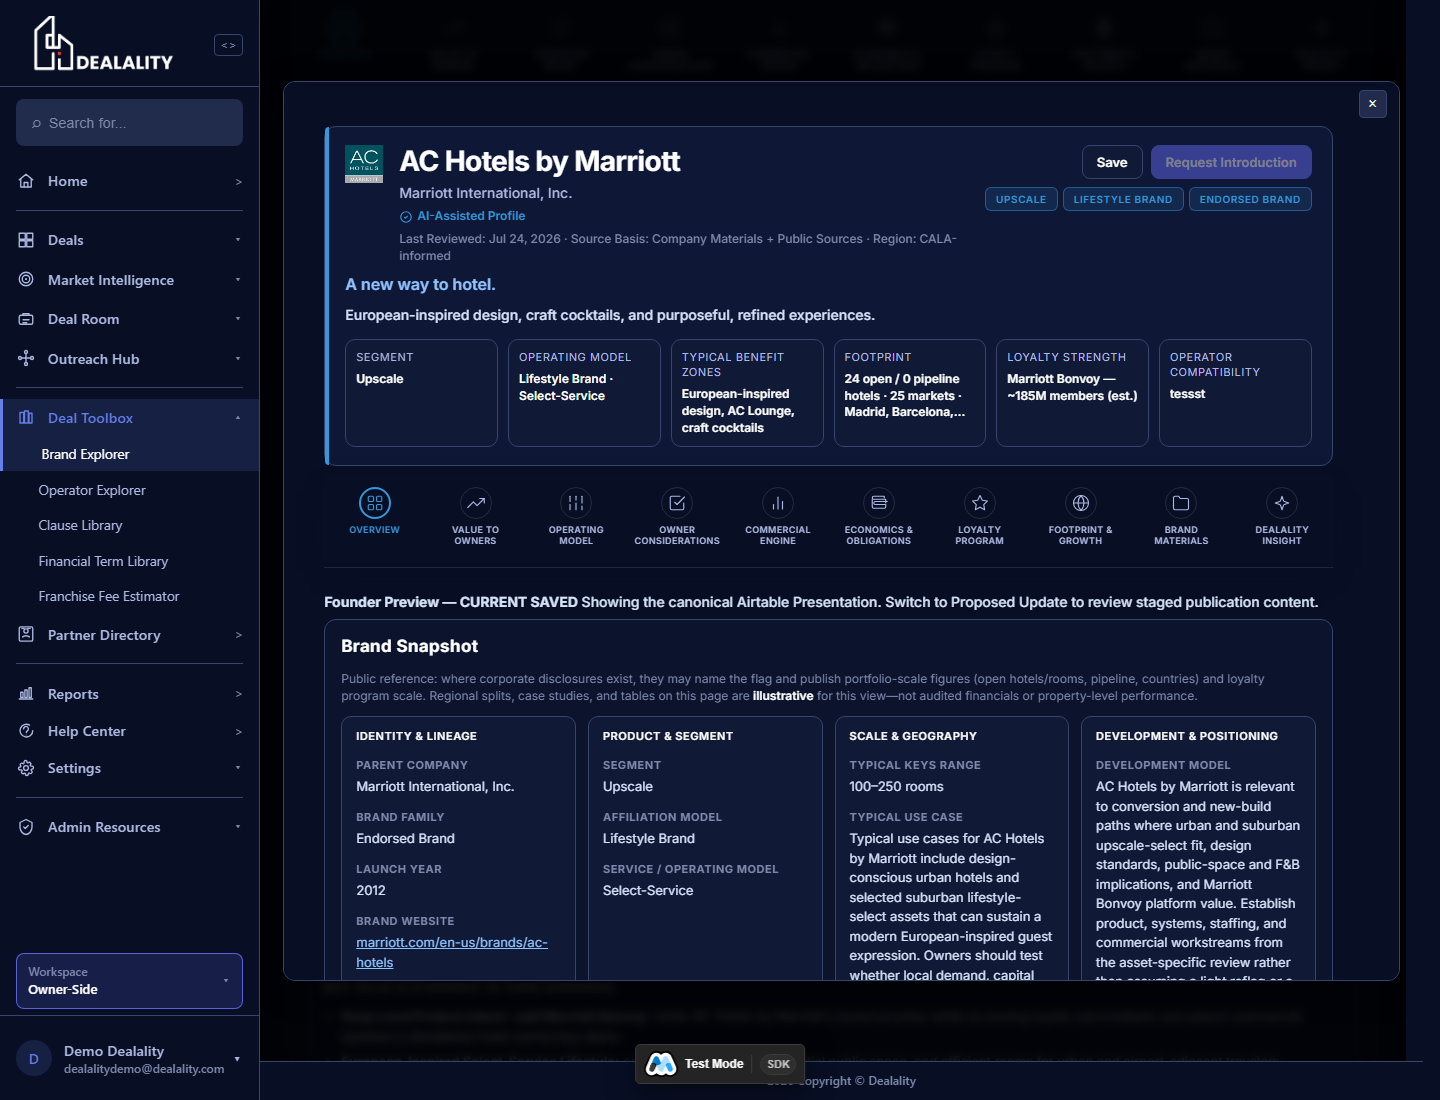 DEALALITY
<>
Search for...
Home
Deals
Market Intelligence
Deal Room
Outreach Hub
Deal Toolbox
Brand Explorer
Operator Explorer
Clause Library
Financial Term Library
Franchise Fee Estimator
Partner Directory
Reports
Help Center
Settings
Admin Resources
Workspace
Owner-Side
D
Demo Dealality
dealalitydemo@dealality.com
×
AC
HOTELS
MARRIOTT
AC Hotels by Marriott
Marriott International, Inc.
AI-Assisted Profile
Last Reviewed: Jul 24, 2026 · Source Basis: Company Materials + Public Sources · Region: CALA-
informed
Save
Request Introduction
UPSCALE
LIFESTYLE BRAND
ENDORSED BRAND
A new way to hotel.
European-inspired design, craft cocktails, and purposeful, refined experiences.
SEGMENT
Upscale
OPERATING MODEL
Lifestyle Brand ·
Select-Service
TYPICAL BENEFIT
ZONES
European-inspired
design, AC Lounge,
craft cocktails
FOOTPRINT
24 open / 0 pipeline
hotels · 25 markets ·
Madrid, Barcelona,...
LOYALTY STRENGTH
Marriott Bonvoy —
~185M members (est.)
OPERATOR
COMPATIBILITY
tessst
OVERVIEW
VALUE TO
OWNERS
OPERATING
MODEL
OWNER
CONSIDERATIONS
COMMERCIAL
ENGINE
ECONOMICS &
OBLIGATIONS
LOYALTY
PROGRAM
FOOTPRINT &
GROWTH
BRAND
MATERIALS
DEALALITY
INSIGHT
Founder Preview — CURRENT SAVED Showing the canonical Airtable Presentation. Switch to Proposed Update to review staged publication content.
Brand Snapshot
Public reference: where corporate disclosures exist, they may name the flag and publish portfolio-scale figures (open hotels/rooms, pipeline, countries) and loyalty
program scale. Regional splits, case studies, and tables on this page are illustrative for this view—not audited financials or property-level performance.
IDENTITY & LINEAGE
PARENT COMPANY
Marriott International, Inc.
BRAND FAMILY
Endorsed Brand
LAUNCH YEAR
2012
BRAND WEBSITE
marriott.com/en-us/brands/ac-
hotels
PRODUCT & SEGMENT
SEGMENT
Upscale
AFFILIATION MODEL
Lifestyle Brand
SERVICE / OPERATING MODEL
Select-Service
SCALE & GEOGRAPHY
TYPICAL KEYS RANGE
100–250 rooms
TYPICAL USE CASE
Typical use cases for AC Hotels
by Marriott include design-
conscious urban hotels and
selected suburban lifestyle-
select assets that can sustain a
modern European-inspired guest
expression. Owners should test
whether local demand, capital
DEVELOPMENT & POSITIONING
DEVELOPMENT MODEL
AC Hotels by Marriott is relevant
to conversion and new-build
paths where urban and suburban
upscale-select fit, design
standards, public-space and F&B
implications, and Marriott
Bonvoy platform value. Establish
product, systems, staffing, and
commercial workstreams from
the asset-specific review rather
than assuming a light reflag or a
Test Mode
SDK
Copyright © Dealality